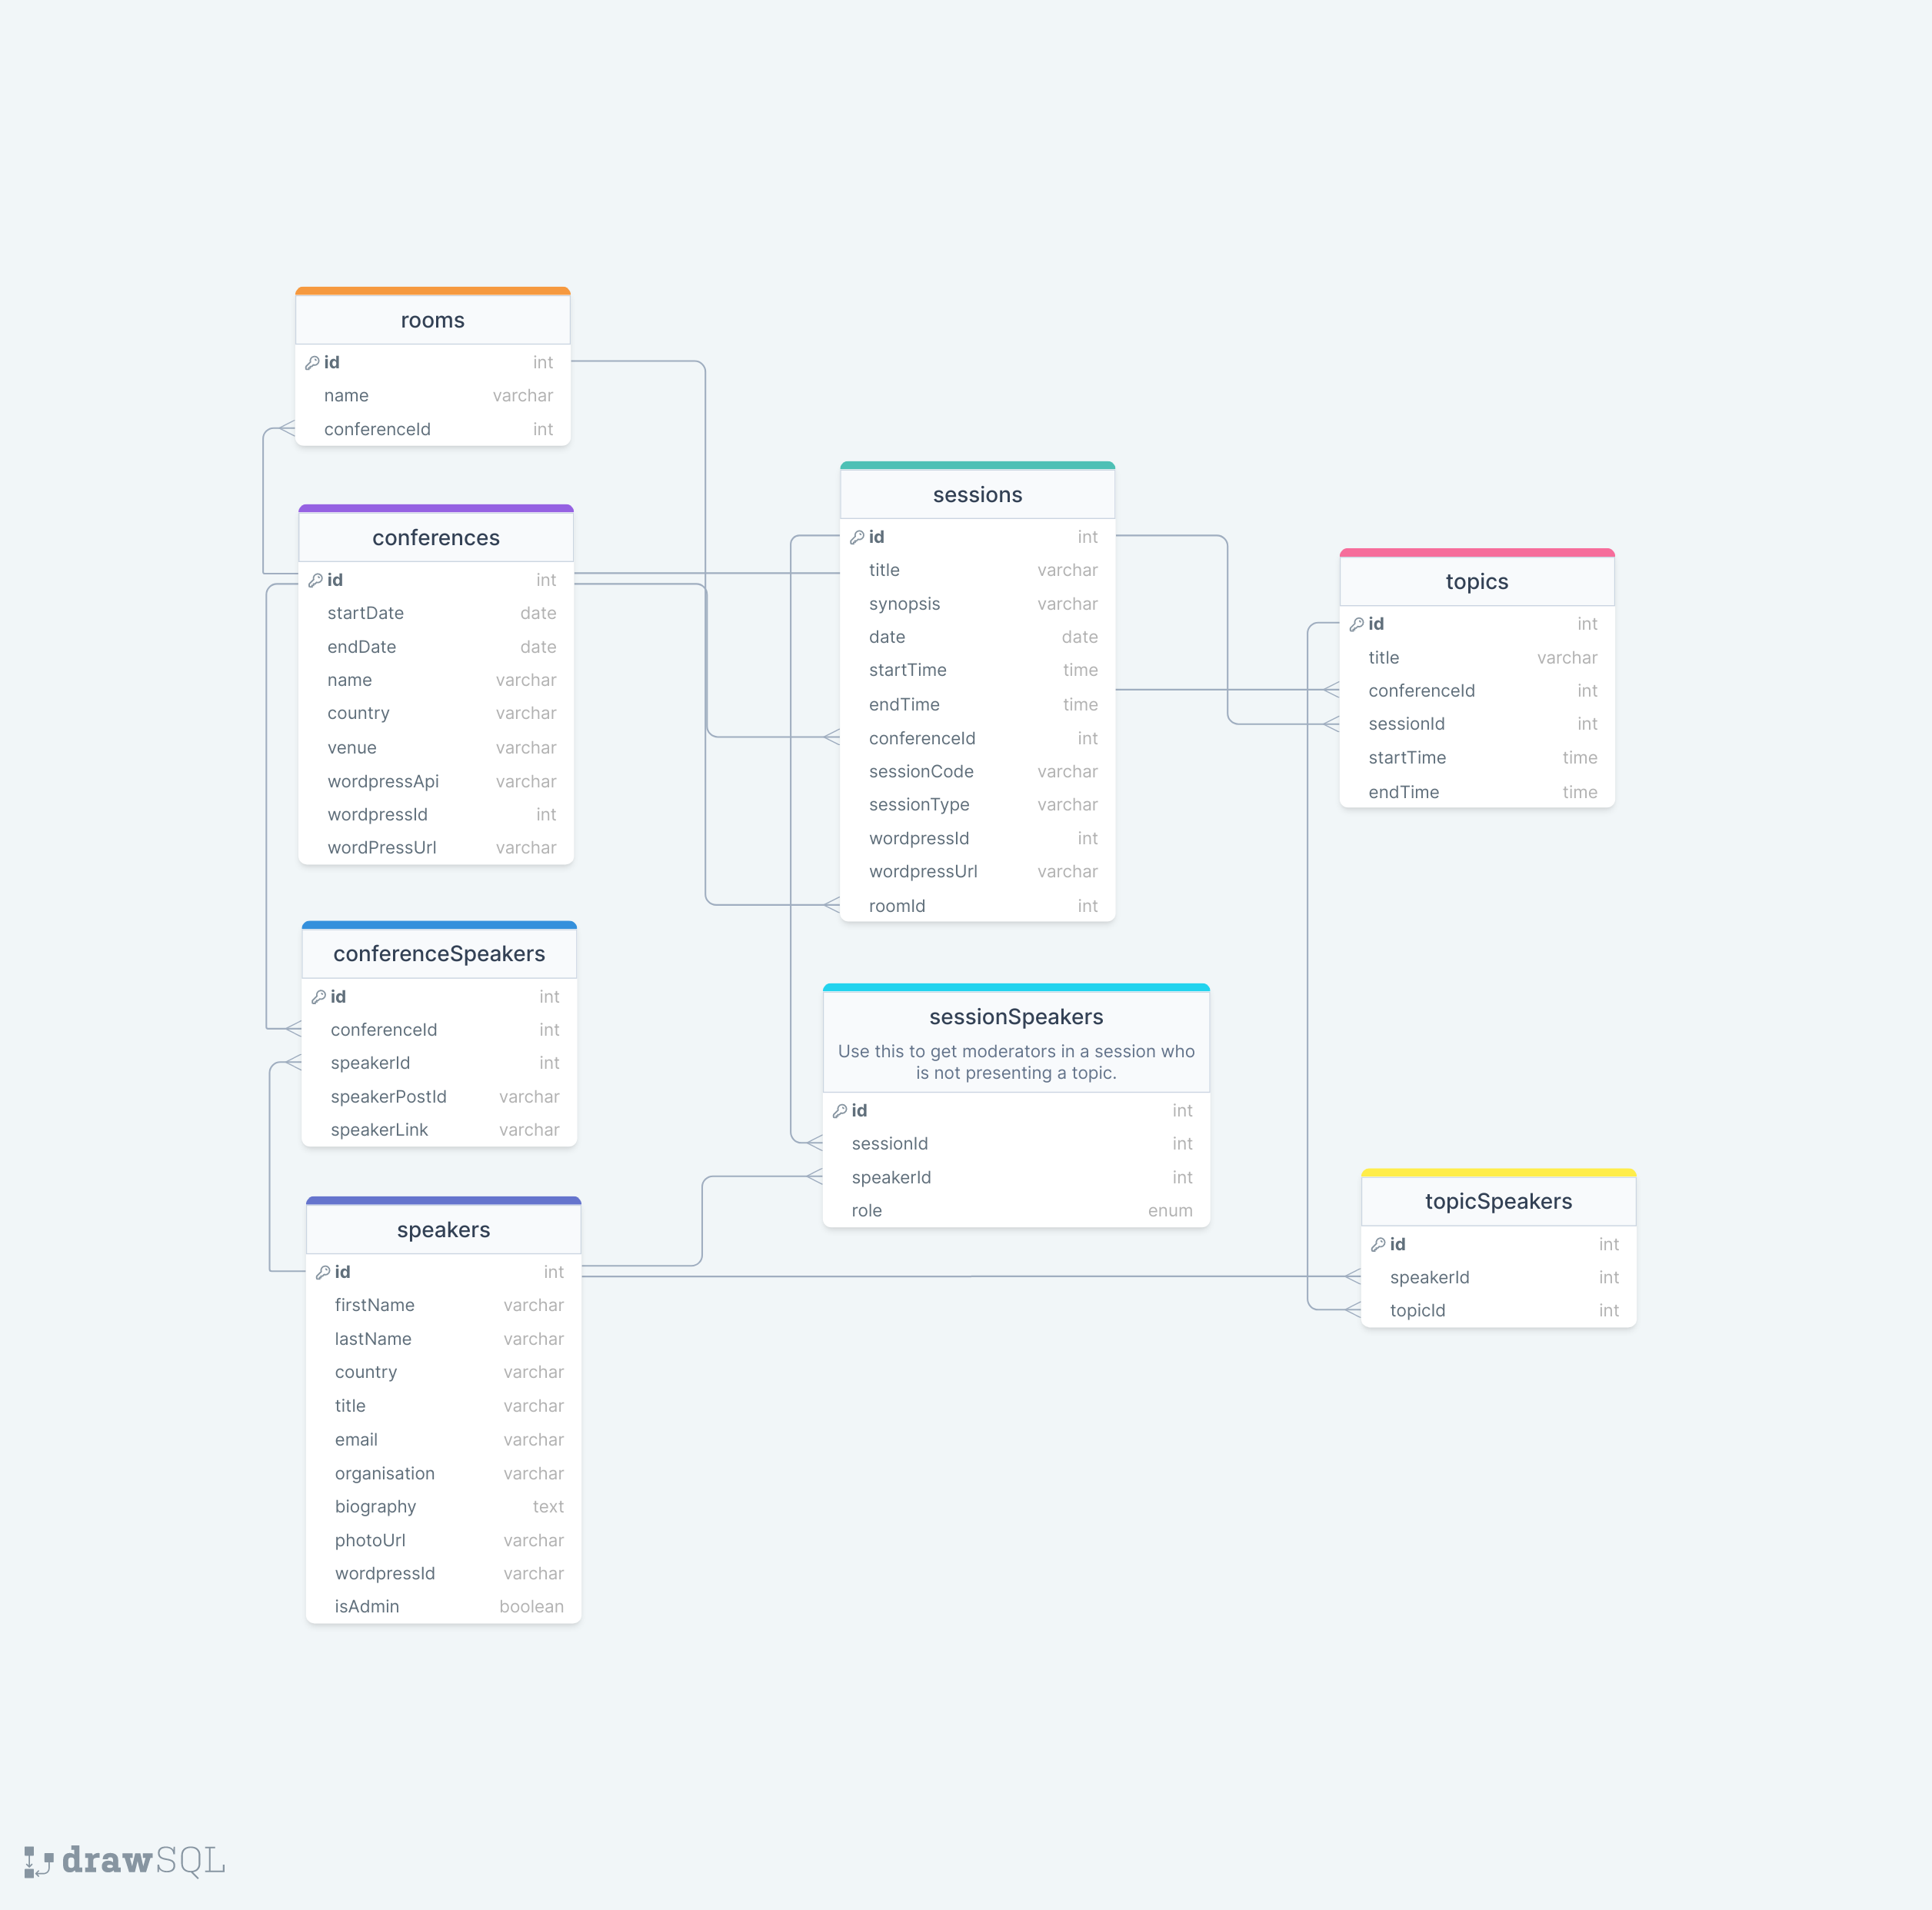 rooms
id int
name varchar
conferenceId int
conferences
id int
startDate date
endDate date
name varchar
country varchar
venue varchar
wordpressApi varchar
wordpressId int
wordPressUrl varchar
conferenceSpeakers
id int
conferenceId int
speakerId int
speakerPostId varchar
speakerLink varchar
speakers
id int
firstName varchar
lastName varchar
country varchar
title varchar
email varchar
organisation varchar
biography text
photoUrl varchar
wordpressId varchar
isAdmin boolean
sessions
id int
title varchar
synopsis varchar
date date
startTime time
endTime time
conferenceId int
sessionCode varchar
sessionType varchar
wordpressId int
wordpressUrl varchar
roomId int
sessionSpeakers
Use this to get moderators in a session who
is not presenting a topic.
id int
sessionId int
speakerId int
role enum
topics
id int
title varchar
conferenceId int
sessionId int
startTime time
endTime time
topicSpeakers
id int
speakerId int
topicId int
drawSQL